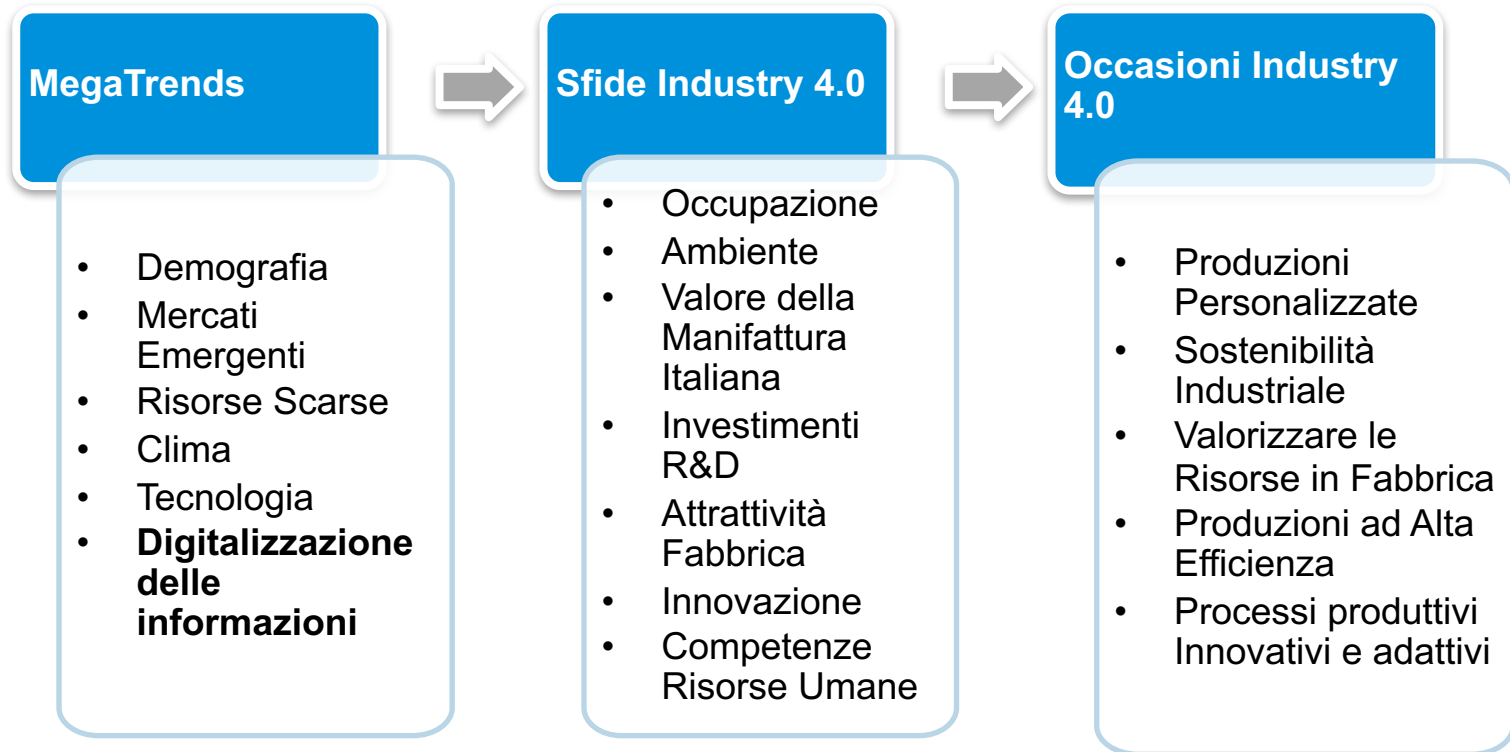 MegaTrends
• Demografia
• Mercati
Emergenti
• Risorse Scarse
• Clima
• Tecnologia
• Digitalizzazione
delle
informazioni
Sfide Industry 4.0
• Occupazione
• Ambiente
• Valore della
Manifattura
Italiana
• Investimenti
R&D
• Attrattività
Fabbrica
• Innovazione
• Competenze
Risorse Umane
Occasioni Industry
4.0
• Produzioni
Personalizzate
• Sostenibilità
Industriale
• Valorizzare le
Risorse in Fabbrica
• Produzioni ad Alta
Efficienza
• Processi produttivi
Innovativi e adattivi